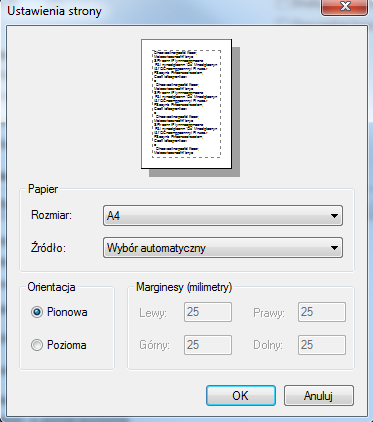 Ustawienia strony
Papier
Rozmiar: A4
Źródło: Wybór automatyczny
Orientacja
Pionowa
Pozioma
Marginesy (milimetry)
Lewy: 25 Prawy: 25
Górny: 25 Dolny: 25
OK Anuluj